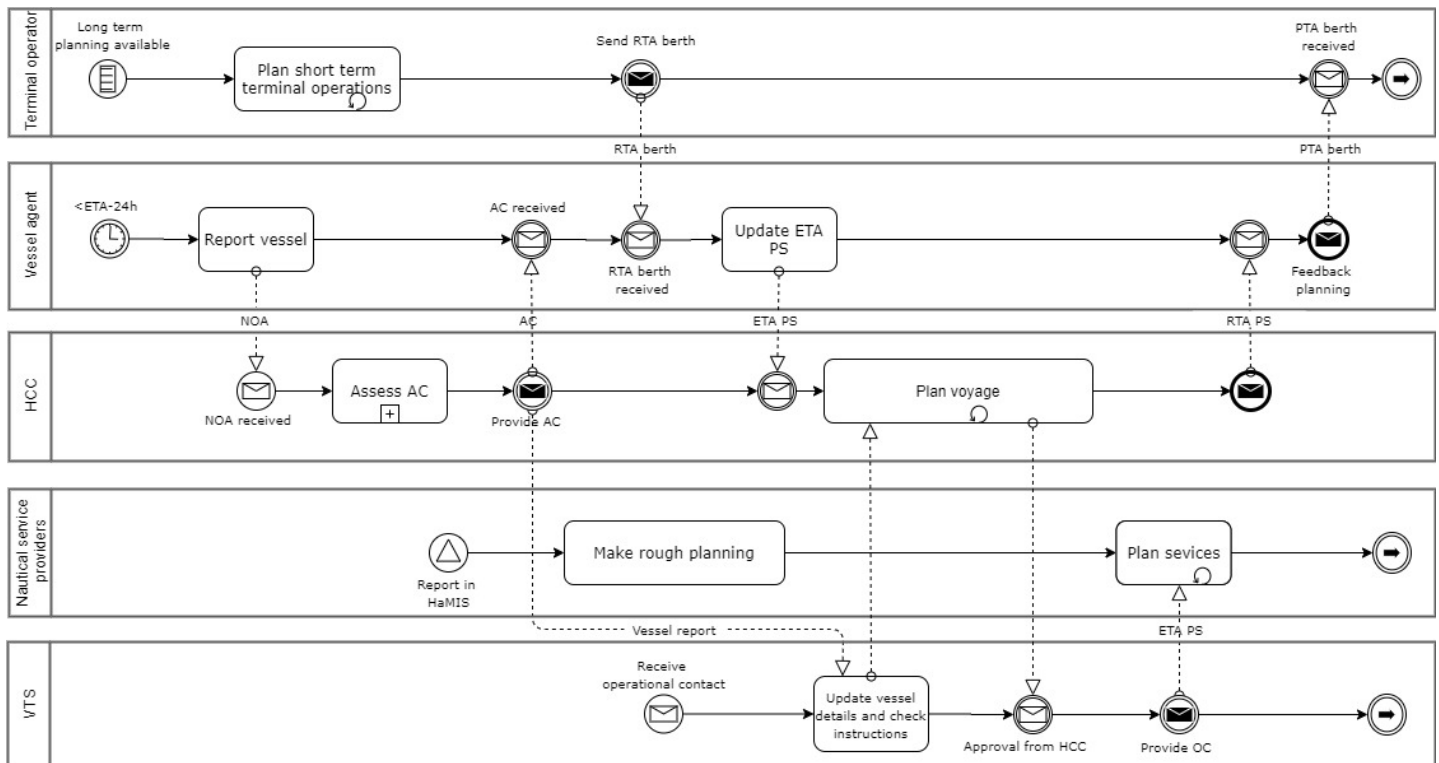 Terminal operator
Long term
planning available
Plan short term
terminal operations
Send RTA berth
PTA berth
received
RTA berth
PTA berth
Vessel agent
<ETA-24h
Report vessel
AC received
RTA berth
received
Update ETA
PS
Feedback
planning
NOA
AC
ETA PS
RTA PS
HCC
NOA received
Assess AC
Provide AC
Plan voyage
Nautical service
providers
Report in
HaMIS
Make rough planning
Plan sevices
Vessel report
ETA PS
VTS
Receive
operational contact
Update vessel
details and check
instructions
Approval from HCC
Provide OC